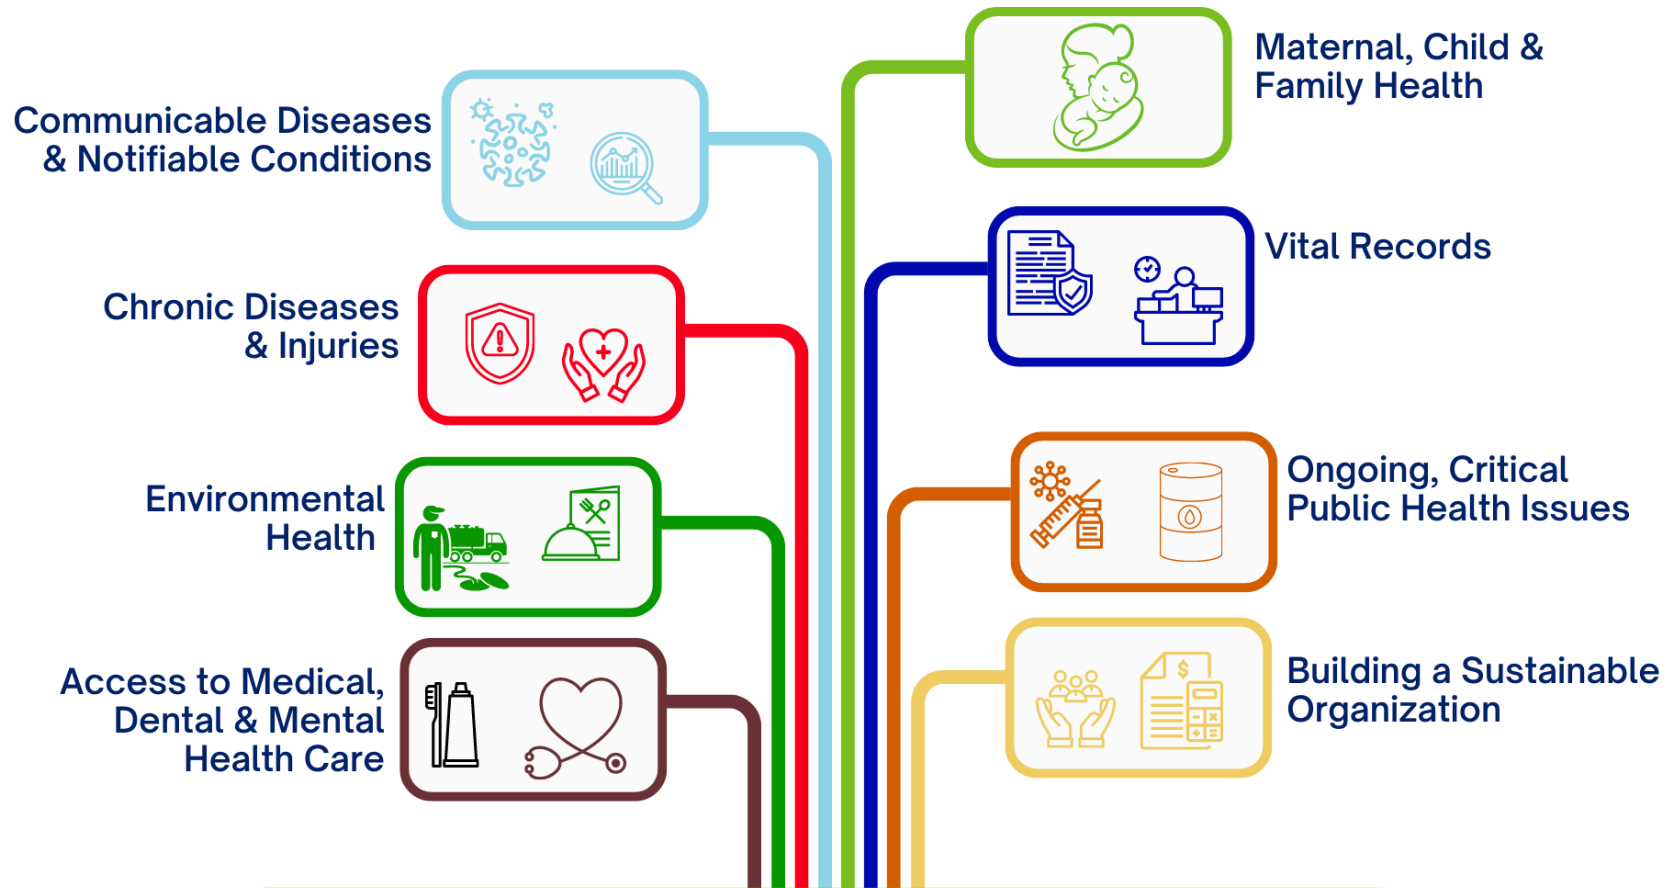 Communicable Diseases
& Notifiable Conditions
Chronic Diseases
& Injuries
Environmental
Health
Access to Medical,
Dental & Mental
Health Care
Maternal, Child &
Family Health
Vital Records
Ongoing, Critical
Public Health Issues
$
Building a Sustainable
Organization